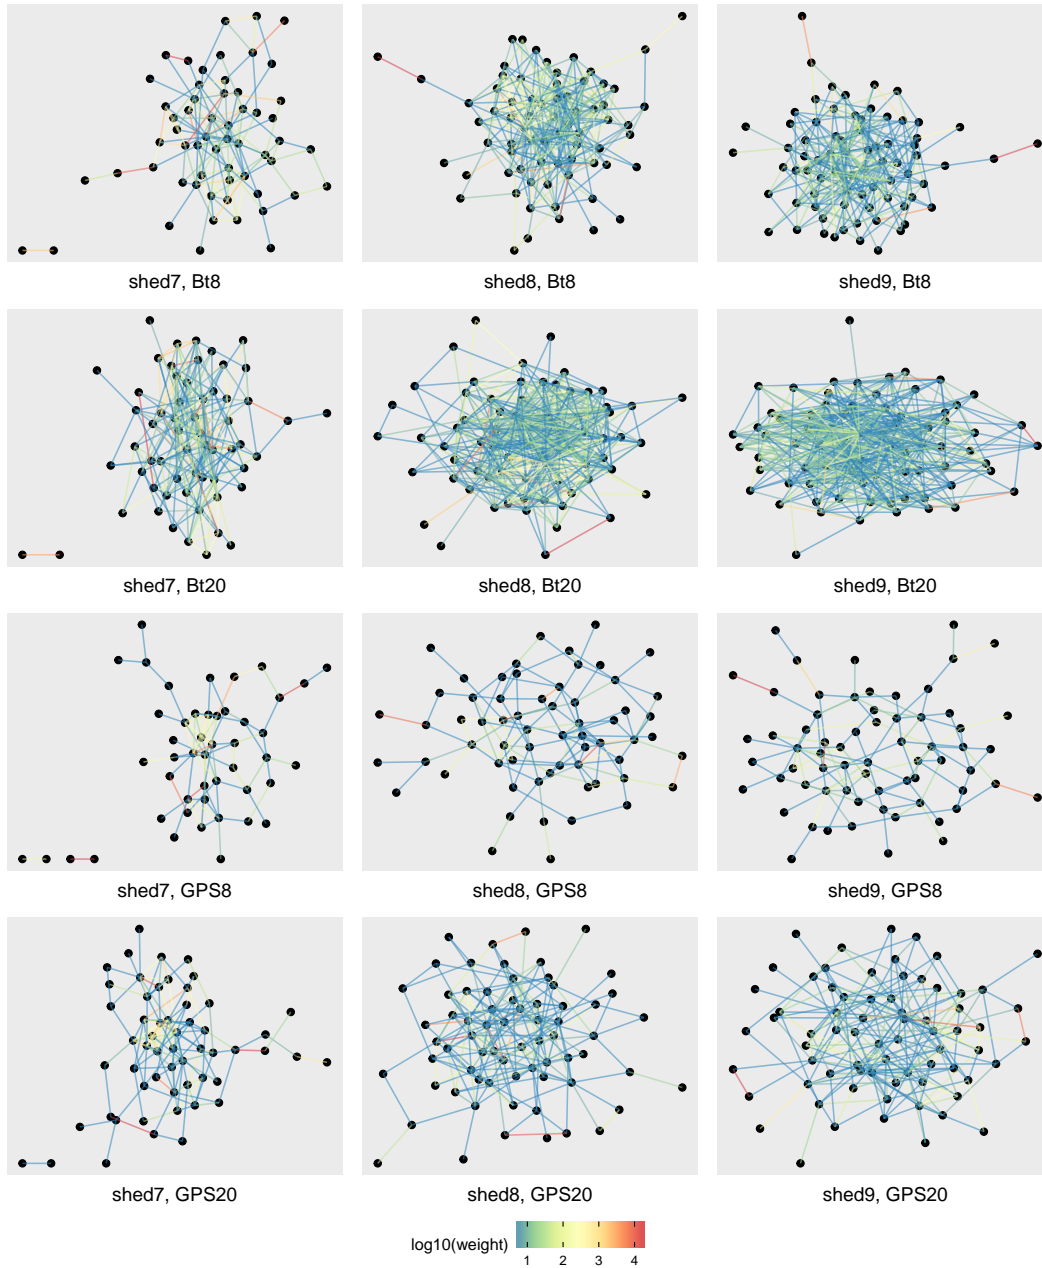 shed7, Bt8
shed8, Bt8
shed9, Bt8
shed7, Bt20
shed8, Bt20
shed9, Bt20
shed7, GPS8
shed8, GPS8
shed9, GPS8
shed7, GPS20
shed8, GPS20
shed9, GPS20
log10(weight)
1 2 3 4